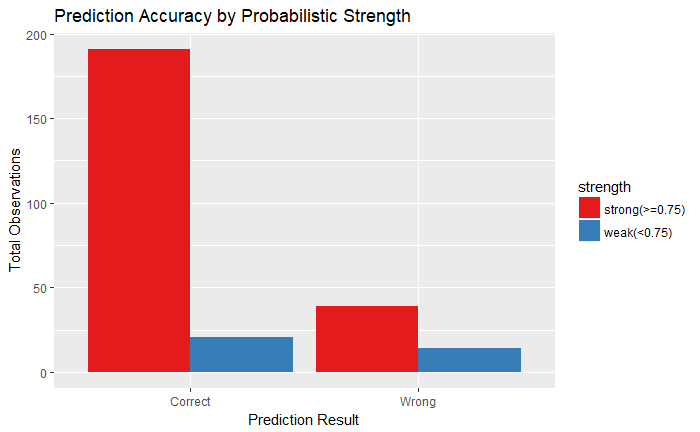 Prediction Accuracy by Probabilistic Strength
200
150
100
50
0
Total Observations
Correct
Wrong
Prediction Result
strength
strong(>=0.75)
weak(<0.75)